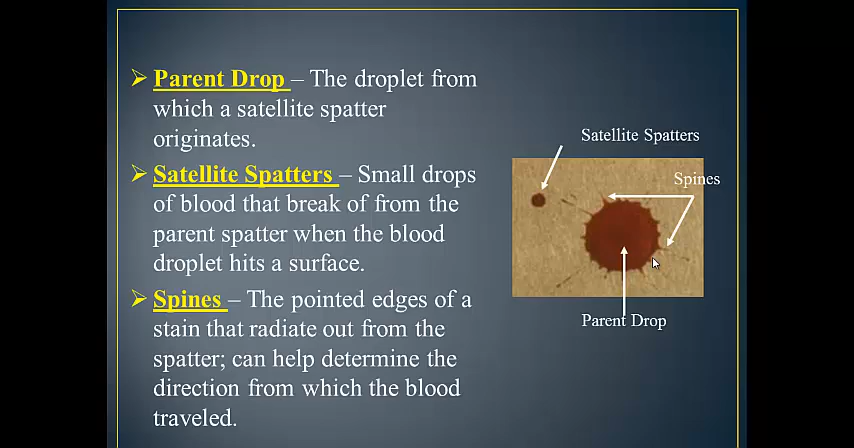 ➢ Parent Drop – The droplet from
which a satellite spatter
originates.
➢ Satellite Spatters – Small drops
of blood that break of from the
parent spatter when the blood
droplet hits a surface.
➢ Spines – The pointed edges of a
stain that radiate out from the
spatter; can help determine the
direction from which the blood
traveled.
Satellite Spatters
Spines
Parent Drop